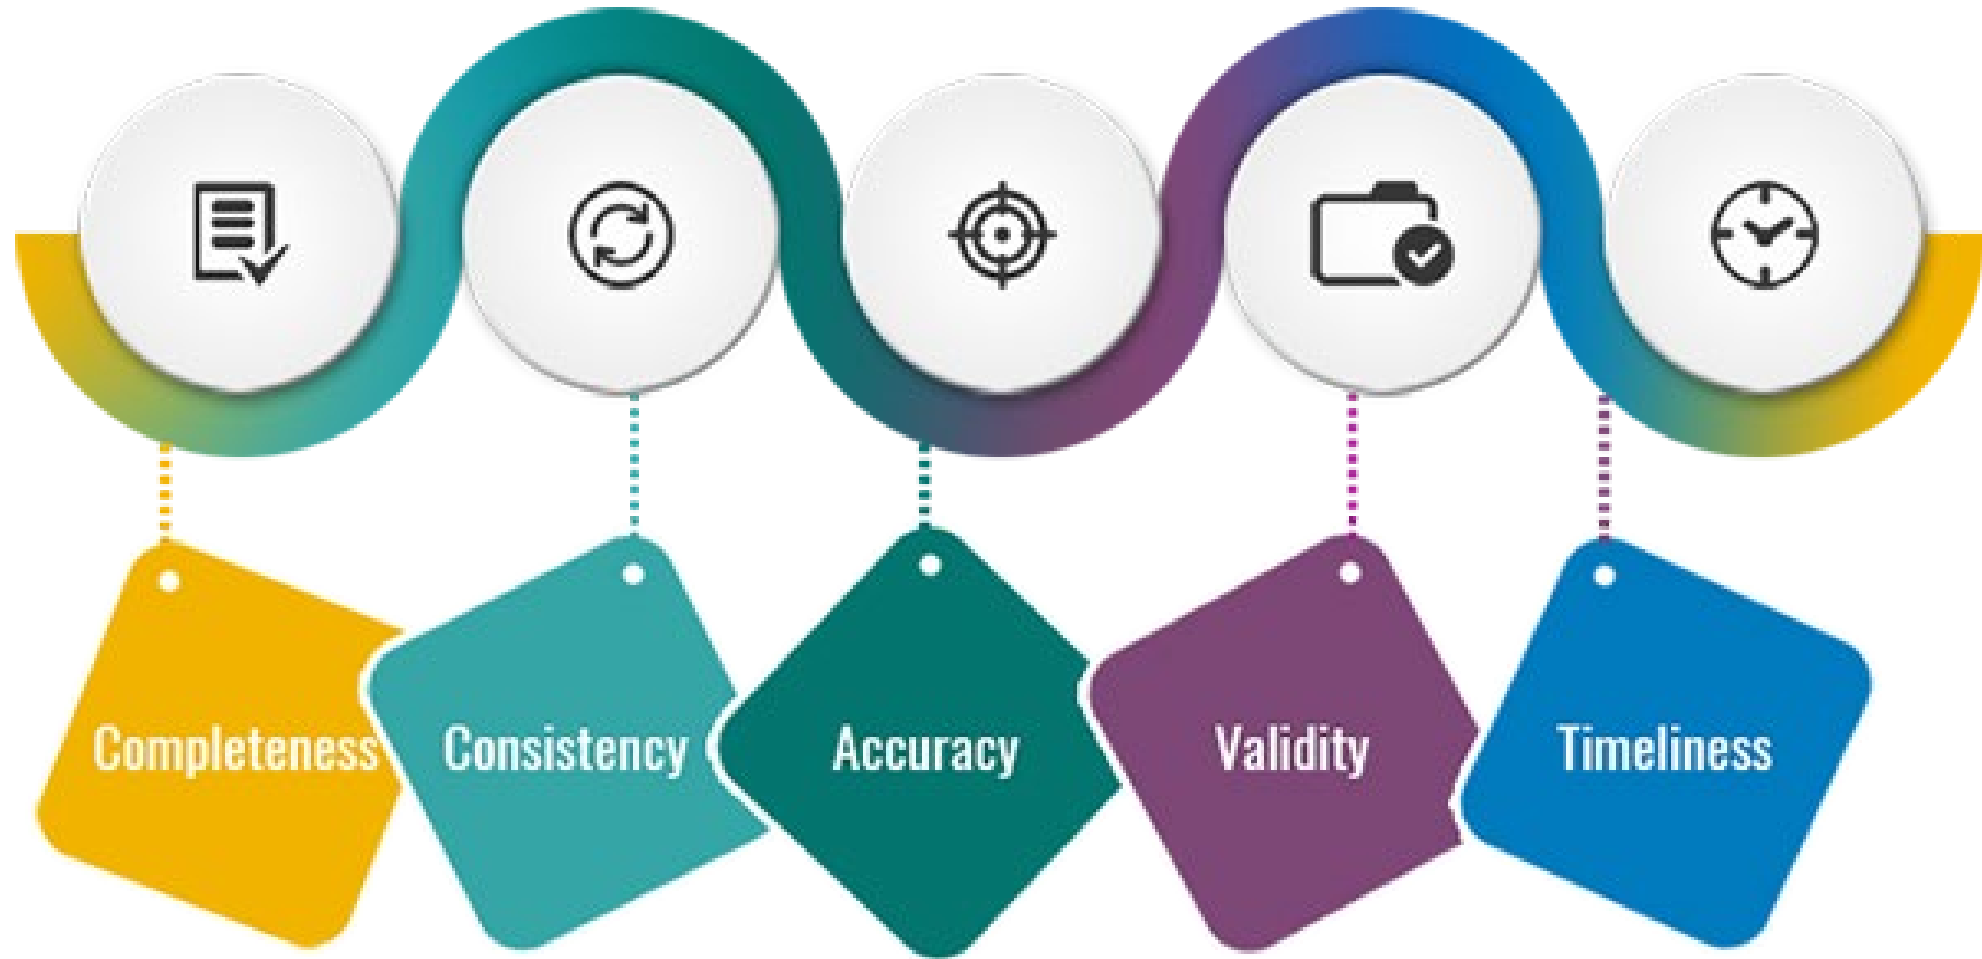 Completeness
Consistency
Accuracy
Validity
Timeliness